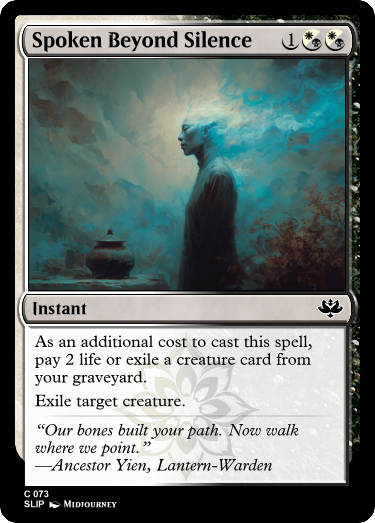 Spoken Beyond Silence 1
Instant
As an additional cost to cast this spell,
pay 2 life or exile a creature card from
your graveyard.
Exile target creature.
“Our bones built your path. Now walk
where we point.”
—Ancestor Yien, Lantern-Warden
C 073
SLIP Midjourney